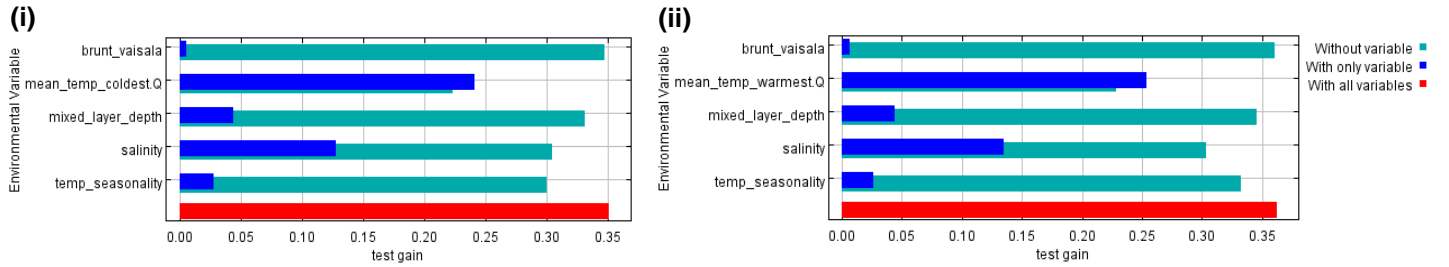 (i)
Environmental Variable
brunt_vaisala
mean_temp_coldest.Q
mixed_layer_depth
salinity
temp_seasonality
0.00 0.05 0.10 0.15 0.20 0.25 0.30 0.35
test gain
(ii)
Environmental Variable
brunt_vaisala
mean_temp_warmest.Q
mixed_layer_depth
salinity
temp_seasonality
0.00 0.05 0.10 0.15 0.20 0.25 0.30 0.35
test gain
Without variable
With only variable
With all variables